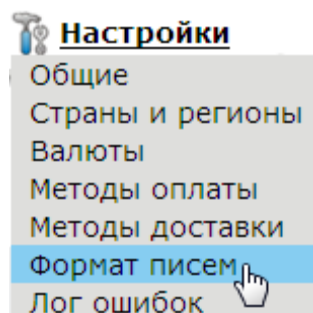 Настройки
Общие
Страны и регионы
Валюты
Методы оплаты
Методы доставки
Формат писем
Лог ошибок